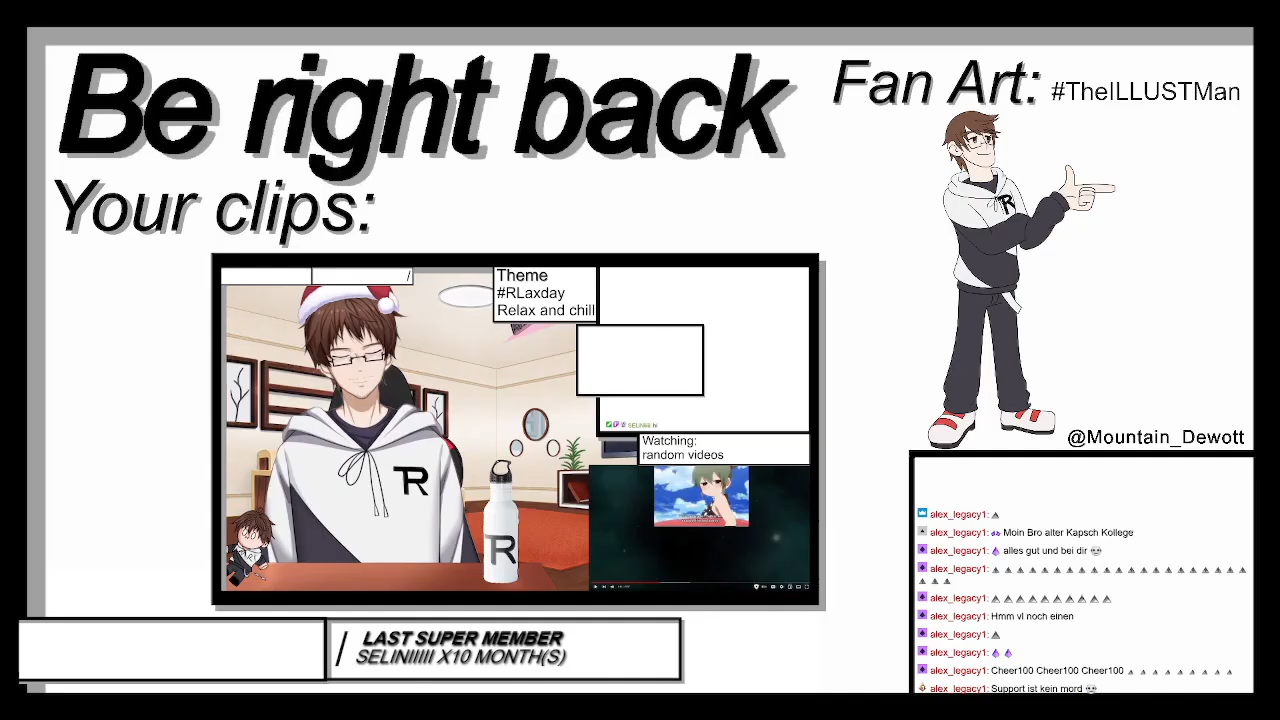 Be right back
Your clips:
Fan Art: #TheILLUSTMan
R
@Mountain_Dewott
/
Theme
#RLaxday
Relax and chill
R
R
SELINiiiii hi
Watching:
random videos
/ LAST SUPER MEMBER
SELINIIIII X10 MONTH(S)
alex_legacy1:
alex_legacy1: Moin Bro alter Kapsch Kollege
alex_legacy1: alles gut und bei dir
alex_legacy1:
alex_legacy1:
alex_legacy1: Hmm vl noch einen
alex_legacy1:
alex_legacy1:
alex_legacy1: Cheer100 Cheer100 Cheer100
alex_legacy1: Support ist kein mord